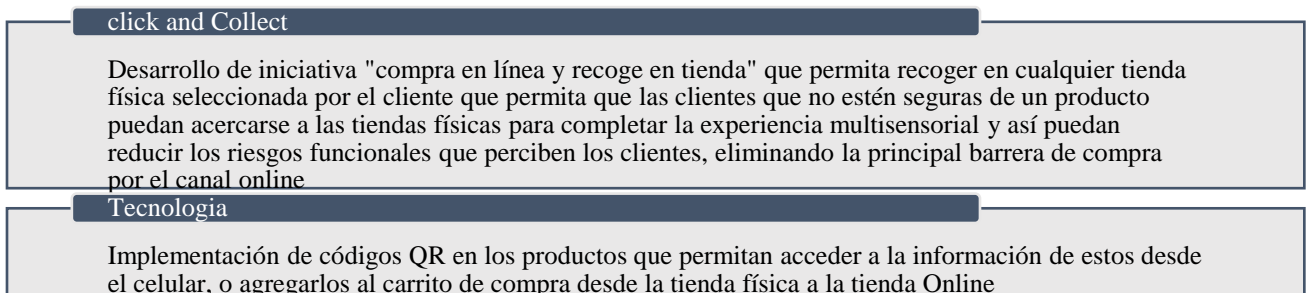 click and Collect
Desarrollo de iniciativa "compra en línea y recoge en tienda" que permita recoger en cualquier tienda
física seleccionada por el cliente que permita que las clientes que no estén seguras de un producto
puedan acercarse a las tiendas físicas para completar la experiencia multisensorial y así puedan
reducir los riesgos funcionales que perciben los clientes, eliminando la principal barrera de compra
por el canal online
Tecnologia
Implementación de códigos QR en los productos que permitan acceder a la información de estos desde
el celular, o agregarlos al carrito de compra desde la tienda física a la tienda Online